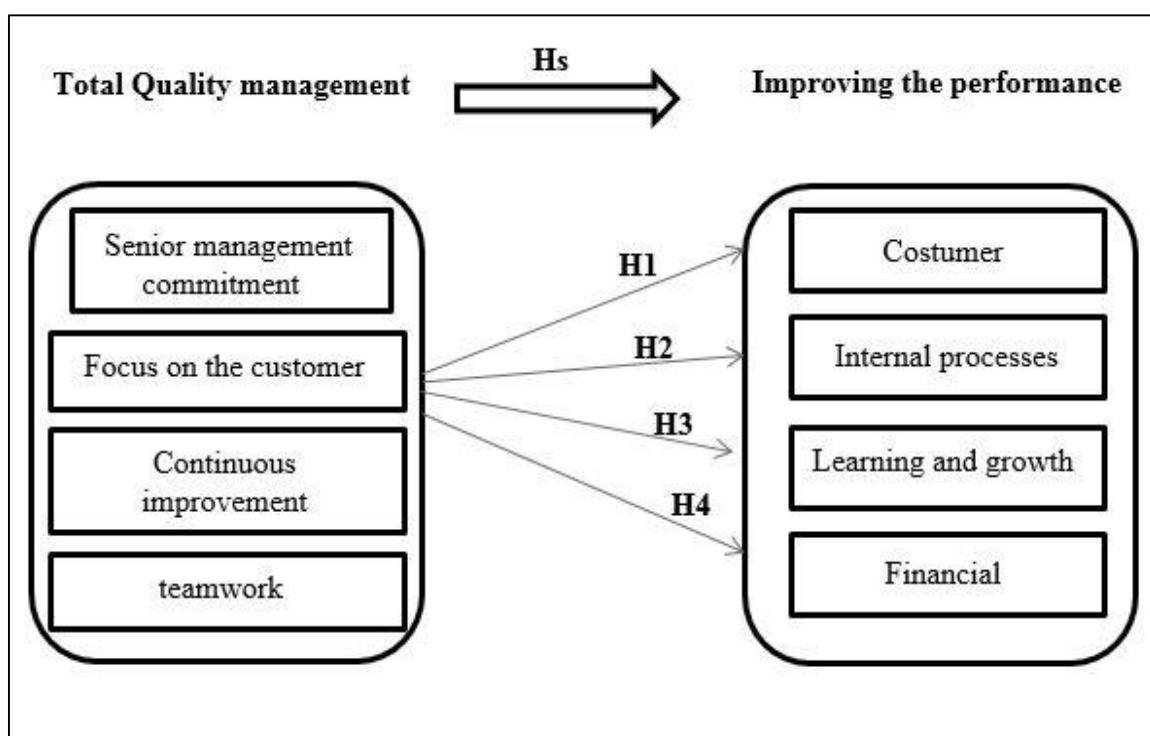 Hs
Total Quality management
Improving the performance
Senior management
commitment
Focus on the customer
Continuous
improvement
teamwork
H1
H2
H3
H4
Costumer
Internal processes
Learning and growth
Financial